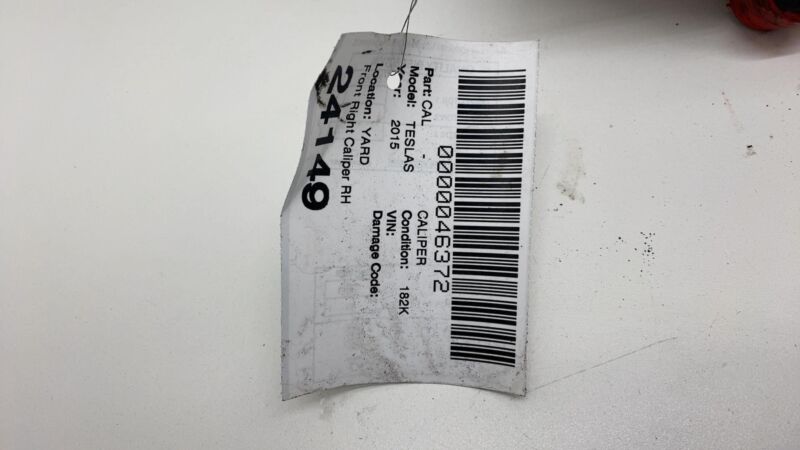 0000046372
Part: CAL - CALIPER
Model: TESLAS Condition: 182K
Year: 2015 VIN:
Location: YARD Damage Code:
Front Right Caliper RH
24149